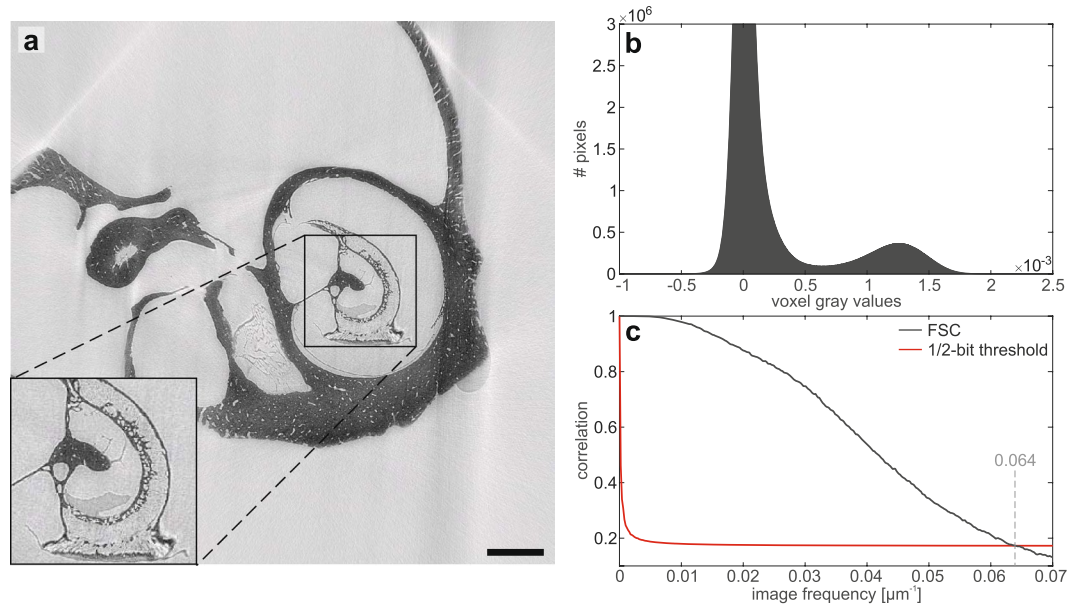 a
b
×10⁶
3
2.5
2
1.5
1
0.5
0
# pixels
-1 -0.5 0 0.5 1 1.5 2 2.5
×10⁻³
voxel gray values
c
FSC
1/2-bit threshold
1
0.8
0.6
0.4
0.2
correlation
0.064
0 0.01 0.02 0.03 0.04 0.05 0.06 0.07
image frequency [µm⁻¹]